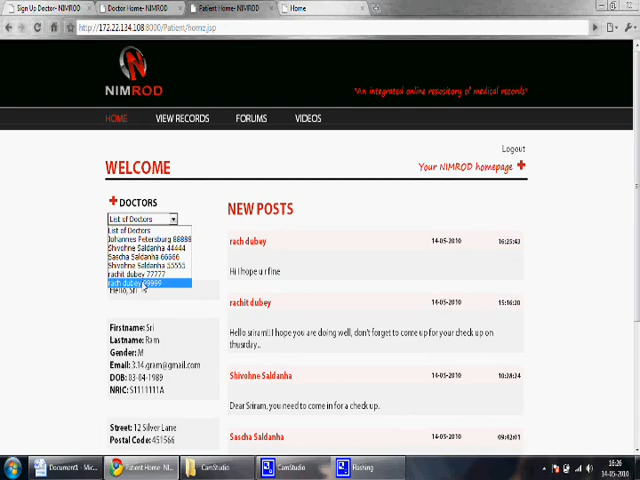 Sign Up Doctor- NIMROD
Doctor Home- NIMROD
Patient Home- NIMROD
Home
http://172.22.134.108:8000/Patient/home.jsp
NIMROD
"An integrated online repository of medical records"
HOME
VIEW RECORDS
FORUMS
VIDEOS
Logout
WELCOME
Your NIMROD homepage
DOCTORS
List of Doctors
List of Doctors
Johannes Petersburg 88888
Shivohne Saldanha 44444
Sascha Saldanha 66666
Shivohne Saldanha 55555
rachit dubey 77777
rach dubey 99999
Hello, Sri
Firstname: Sri
Lastname: Ram
Gender: M
Email: 3.14.gram@gmail.com
DOB: 03-04-1989
NRIC: S1111111A
Street: 12 Silver Lane
Postal Code: 451566
NEW POSTS
rach dubey 14-05-2010 16:25:43
Hi I hope u r fine
rachit dubey 14-05-2010 15:16:20
Hello sriram!! I hope you are doing well, don't forget to come up for your check up on
thusrday..
Shivohne Saldanha 14-05-2010
Dear Sriram, you need to come in for a check up.
Sascha Saldanha 14-05-2010 09:42:01
Document1 - Mic...
Patient Home- NI...
CamStudio
CamStudio
Flashing
16:26
14-05-2010